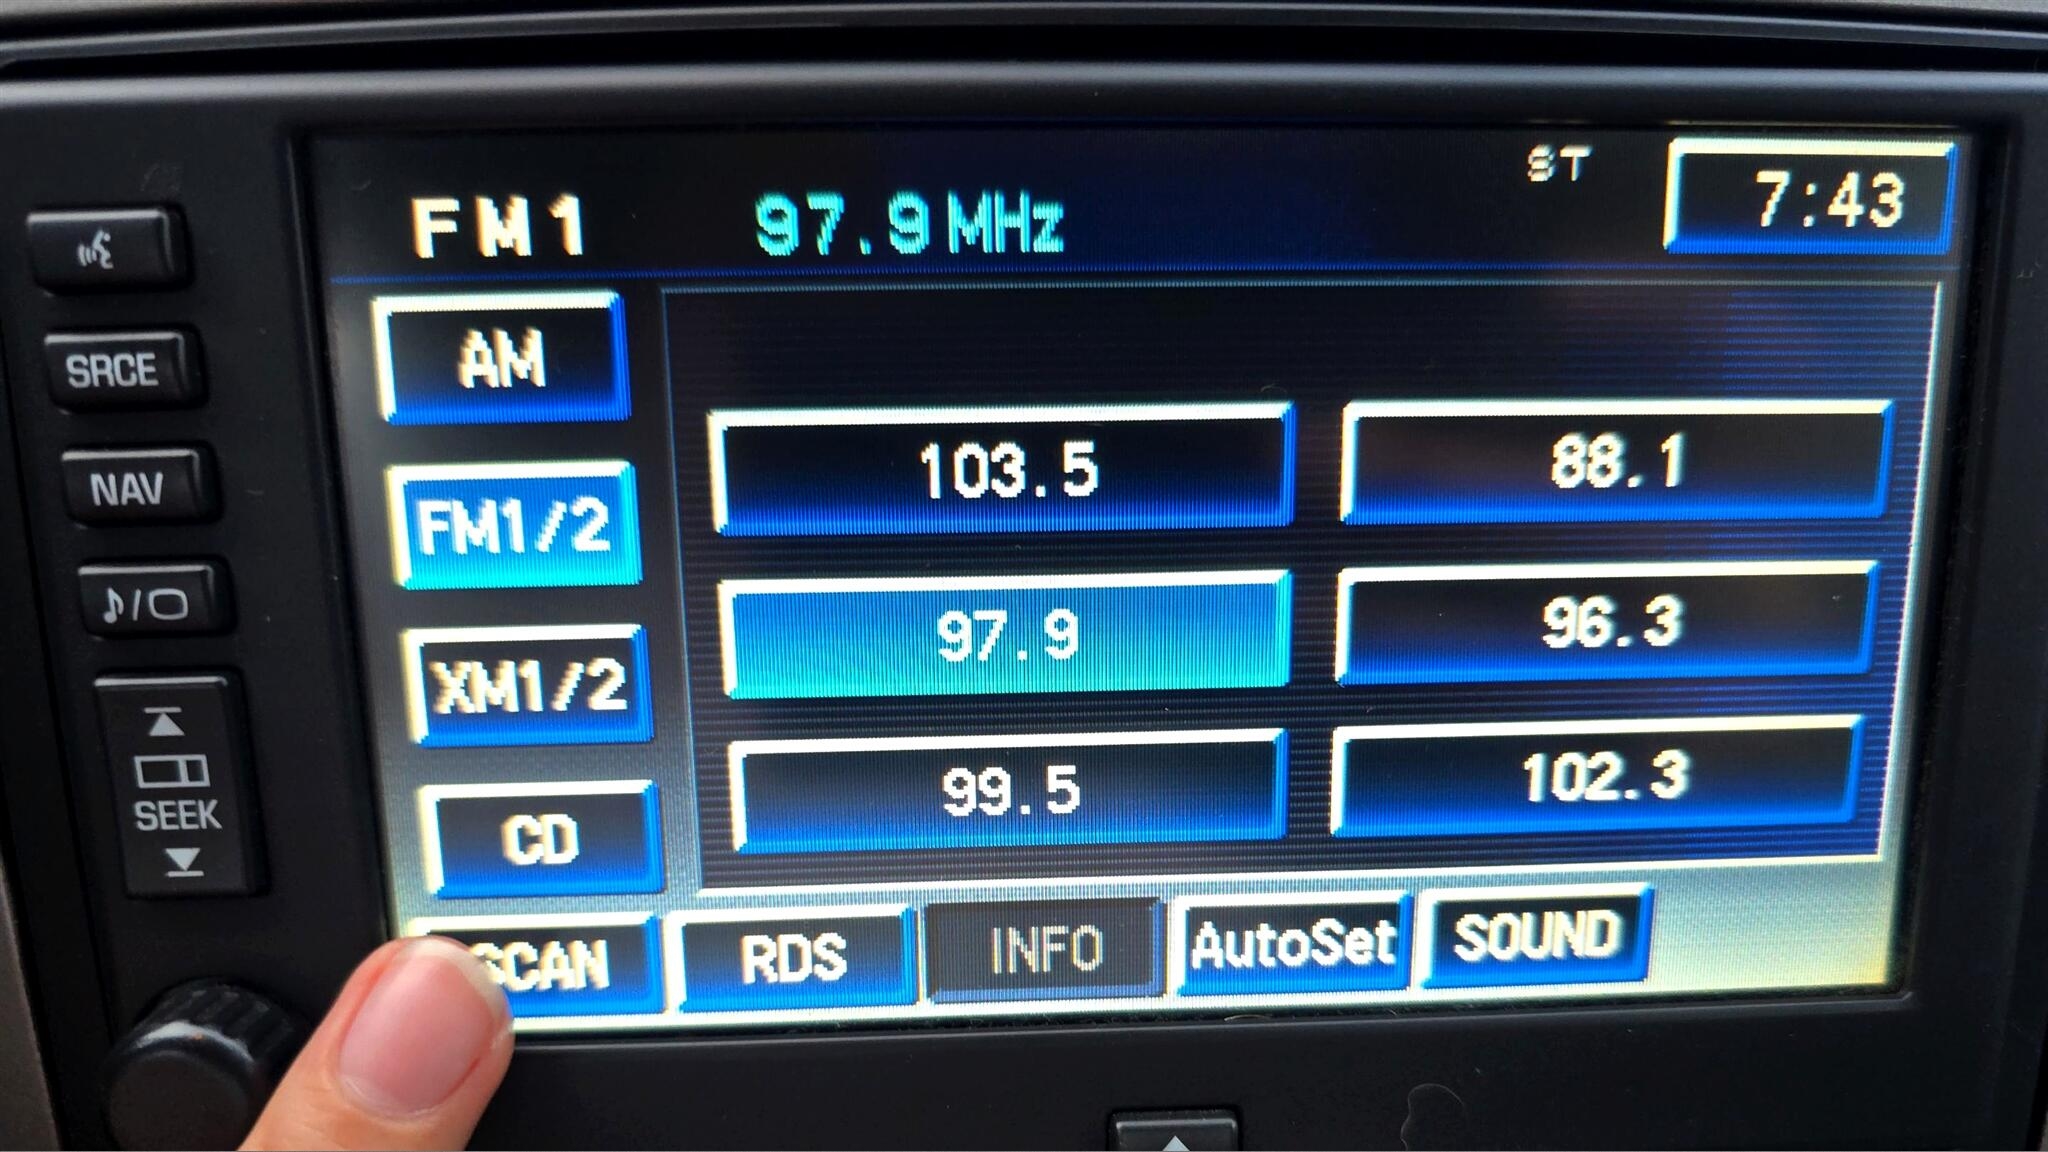 FM1 97.9 MHz ST 7:43
AM
FM1/2
XM1/2
CD
103.5 88.1
97.9 96.3
99.5 102.3
SCAN RDS INFO AutoSet SOUND
SRCE
NAV
SEEK